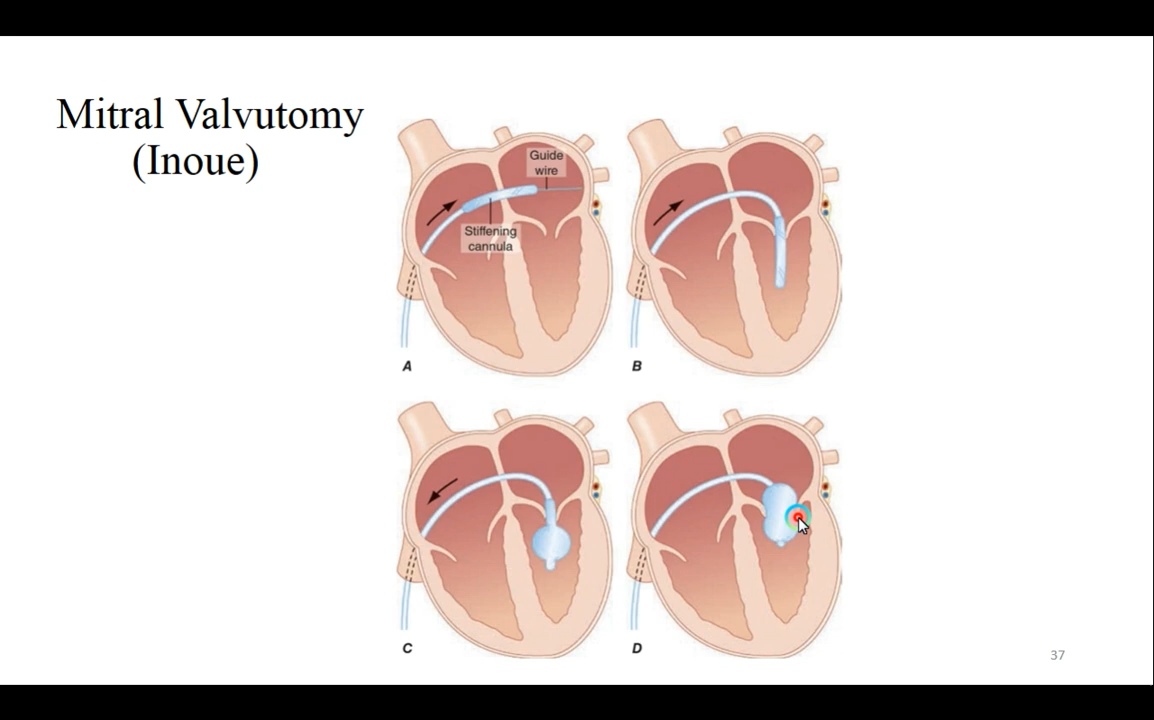 Mitral Valvutomy
(Inoue)
Guide
wire
Stiffening
cannula
A
B
C
D
37